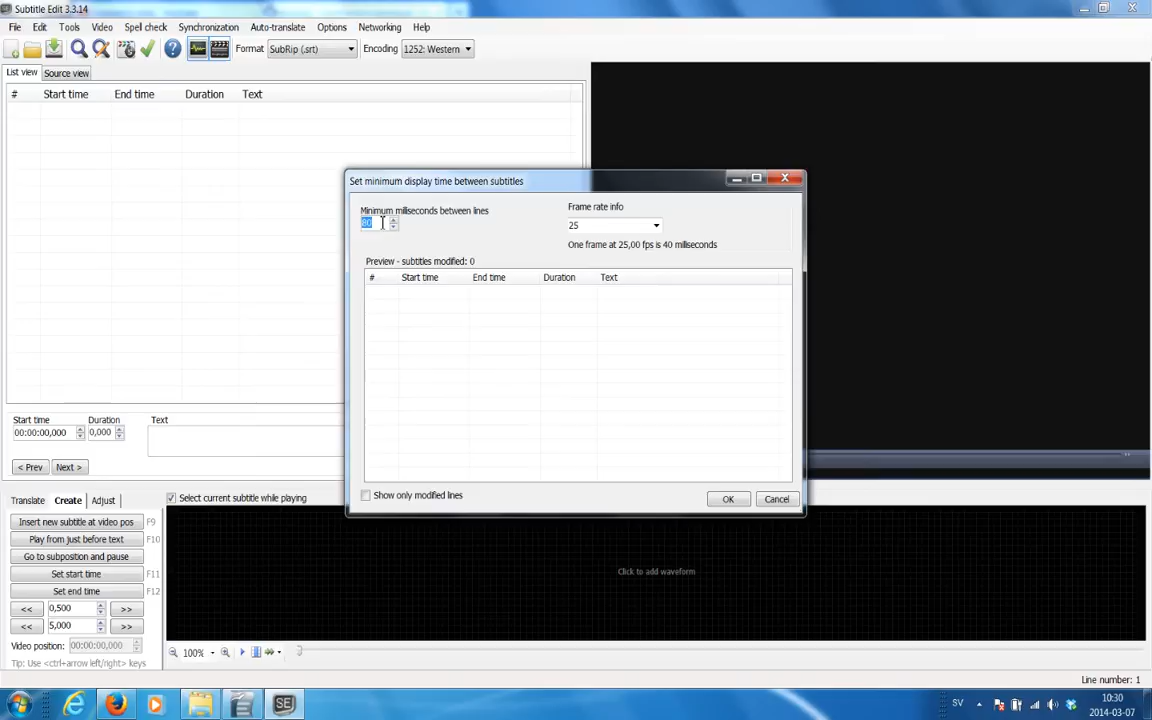 Subtitle Edit 3.3.14
File Edit Tools Video Spell check Synchronization Auto-translate Options Networking Help
Format SubRip (.srt) Encoding 1252: Western
List view Source view
# Start time End time Duration Text
Set minimum display time between subtitles
Minimum miliseconds between lines
80
Frame rate info
25
One frame at 25,00 fps is 40 miliseconds
Preview - subtitles modified: 0
# Start time End time Duration Text
Show only modified lines
OK Cancel
Start time Duration Text
00:00:00,000 0,000
< Prev Next >
Translate Create Adjust
Select current subtitle while playing
Insert new subtitle at video pos F9
Play from just before text F10
Go to subposition and pause
Set start time F11
Set end time F12
<< 0,500 >>
<< 5,000 >>
Video position: 00:00:00,000
Tip: Use <ctrl+arrow left/right> keys
Click to add waveform
100%
Line number: 1
SE
SV
10:30
2014-03-07